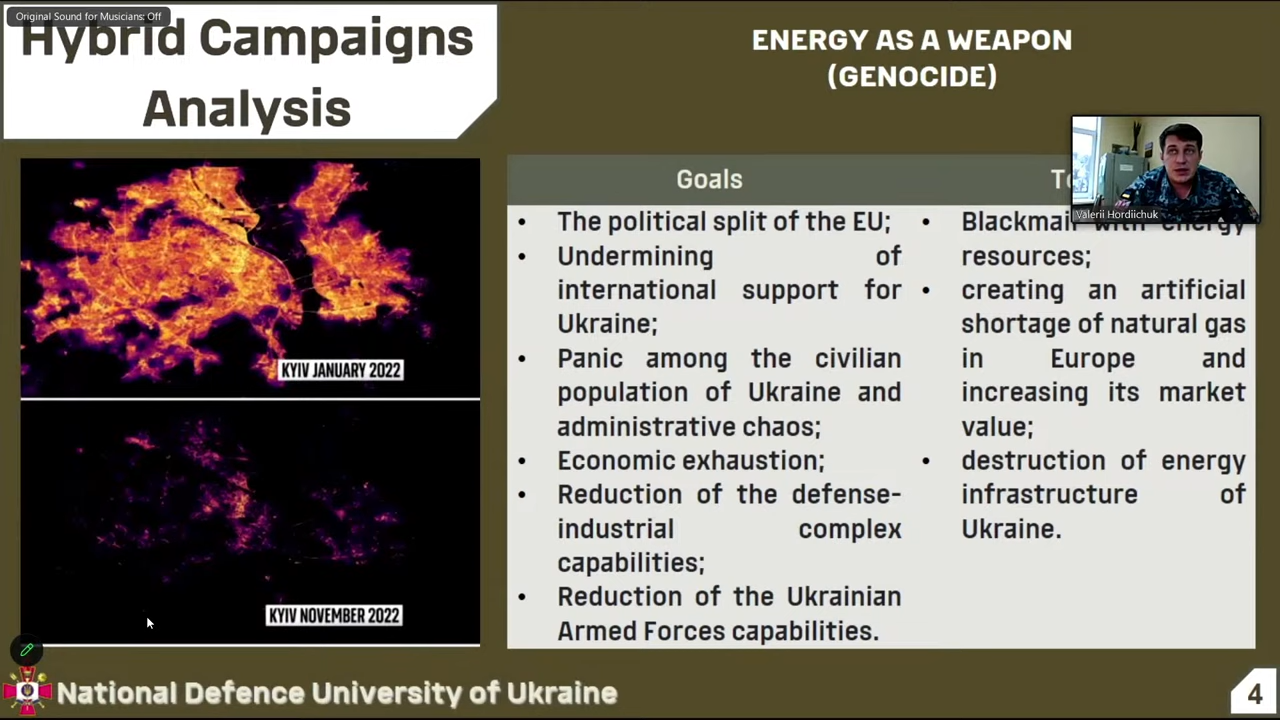 Original Sound for Musicians: Off
Hybrid Campaigns
Analysis
ENERGY AS A WEAPON
(GENOCIDE)
Valerii Hordiichuk
KYIV JANUARY 2022
KYIV NOVEMBER 2022
Goals
• The political split of the EU;
• Undermining of
international support for
Ukraine;
• Panic among the civilian
population of Ukraine and
administrative chaos;
• Economic exhaustion;
• Reduction of the defense-
industrial complex
capabilities;
• Reduction of the Ukrainian
Armed Forces capabilities.
• Blackmail with energy
resources;
• creating an artificial
shortage of natural gas
in Europe and
increasing its market
value;
• destruction of energy
infrastructure of
Ukraine.
National Defence University of Ukraine
4